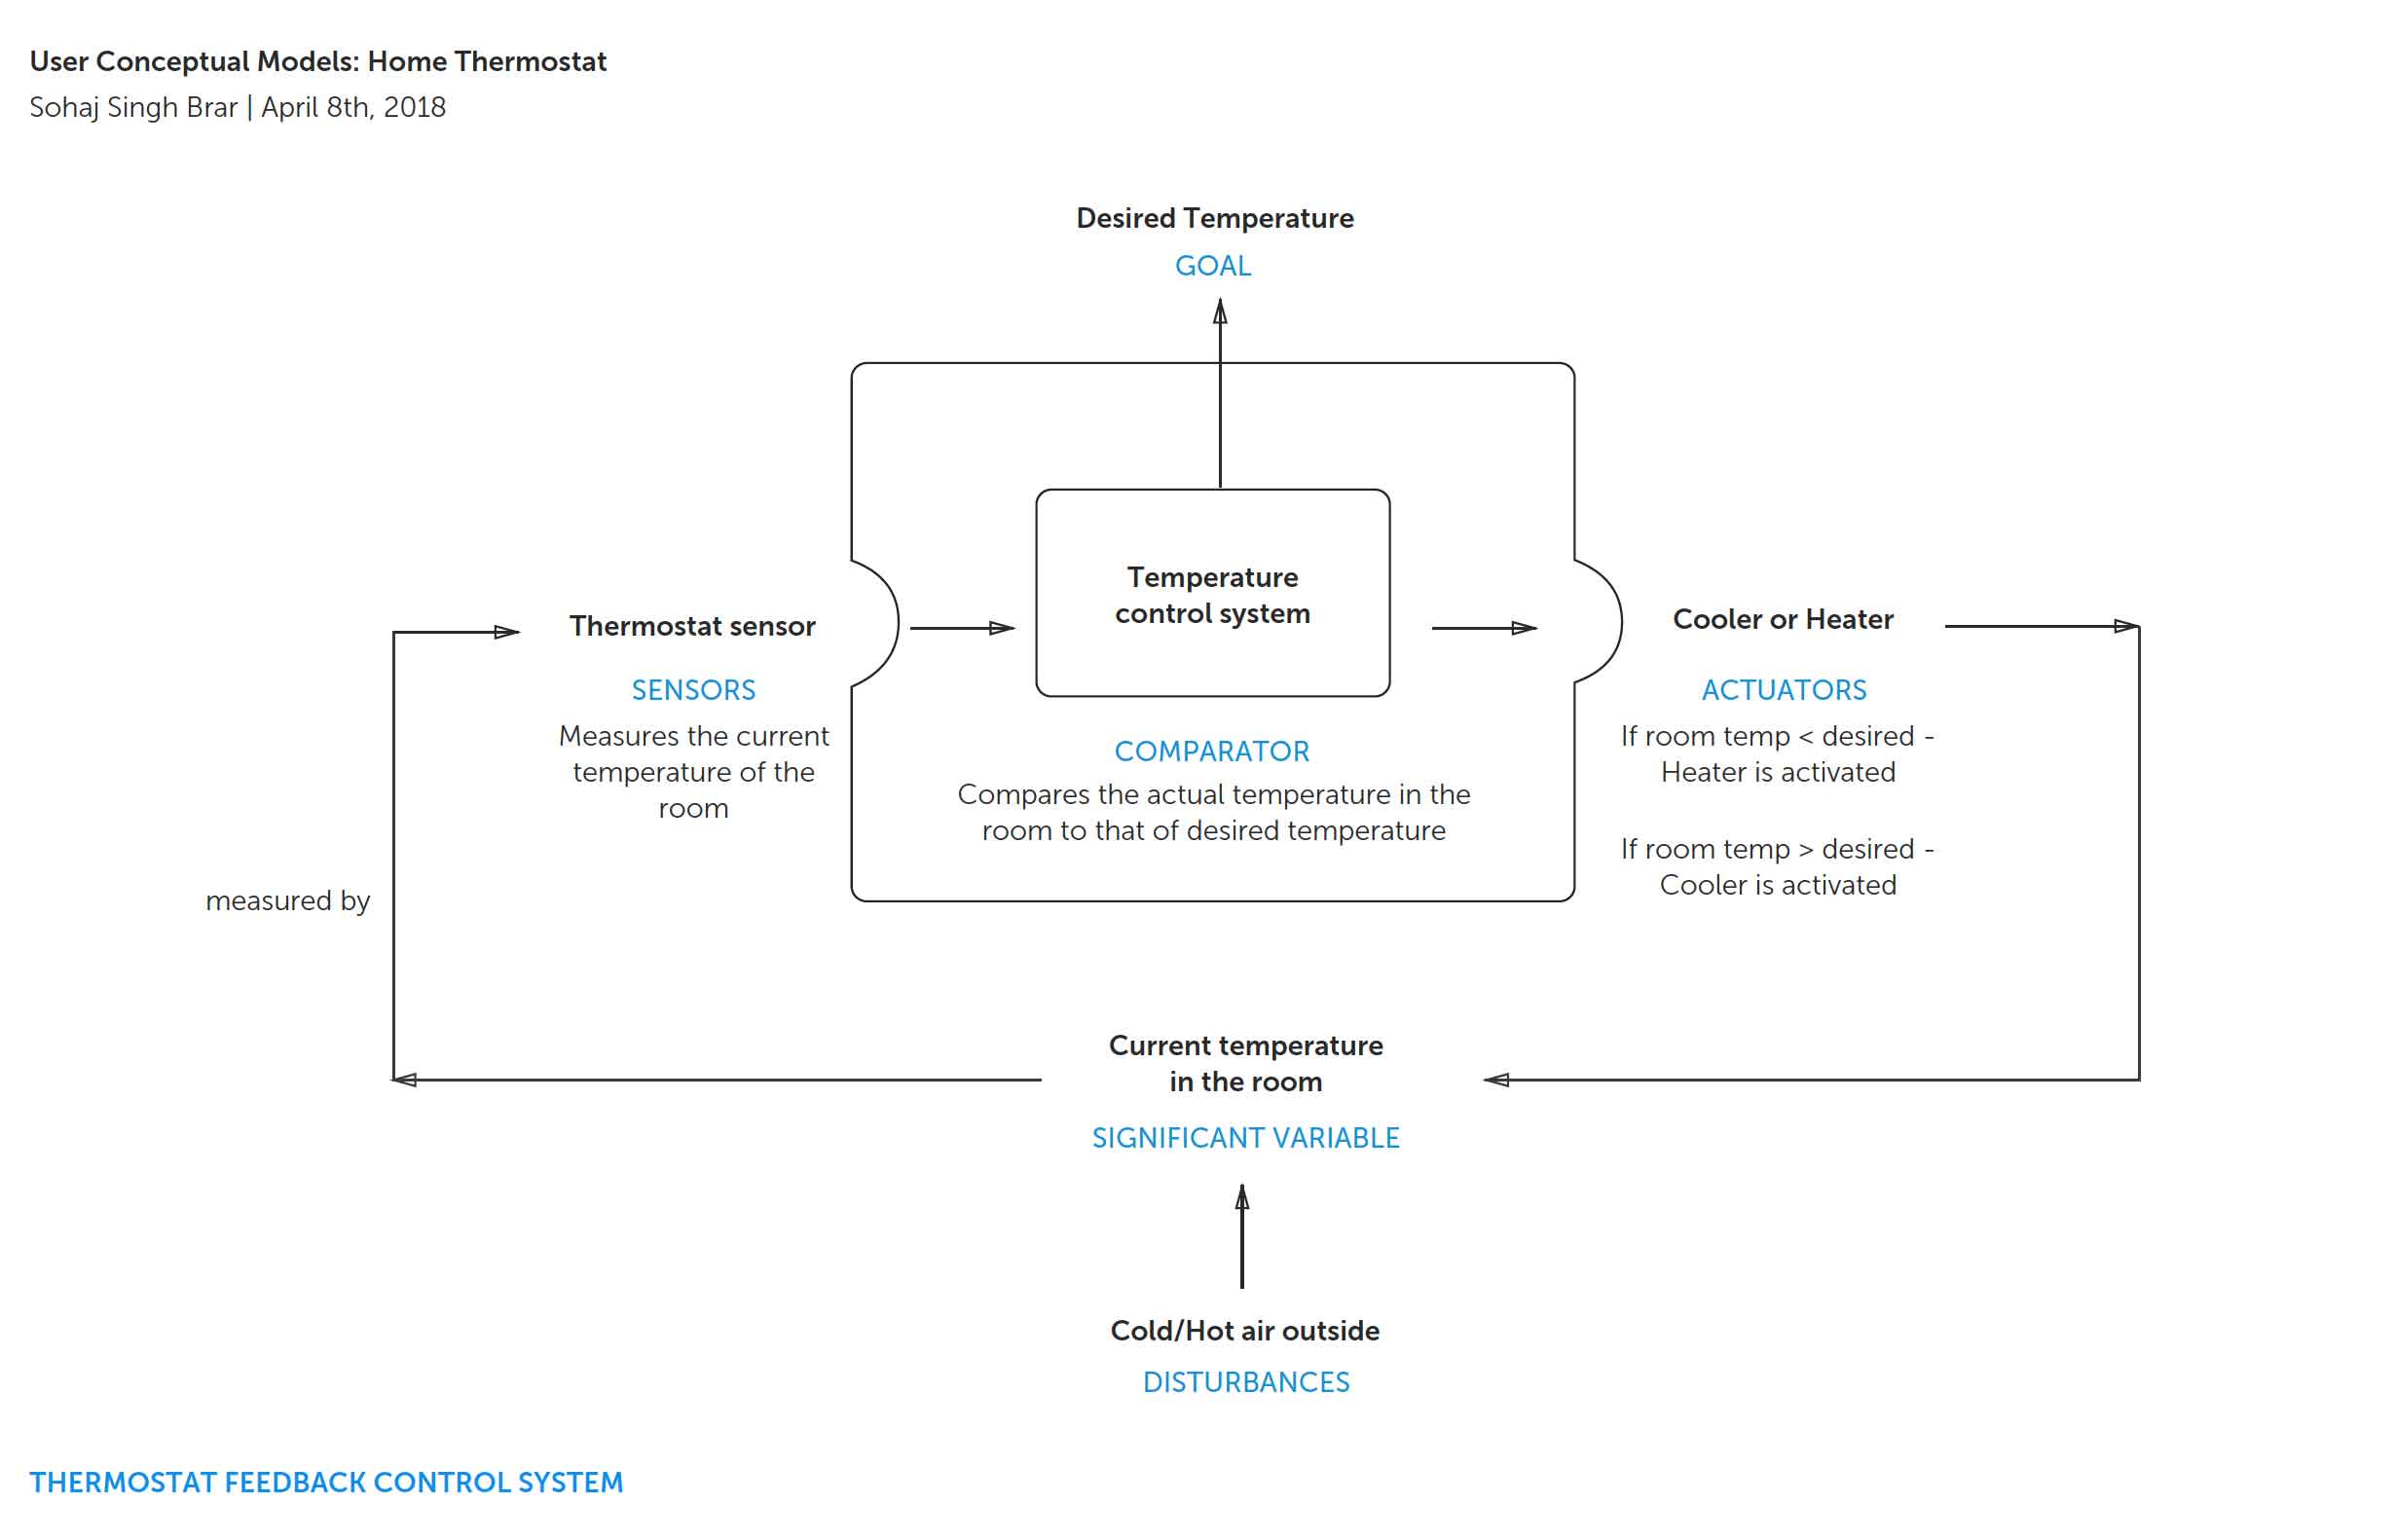 User Conceptual Models: Home Thermostat
Sohaj Singh Brar | April 8th, 2018
Desired Temperature
GOAL
Temperature
control system
Thermostat sensor
SENSORS
Measures the current
temperature of the
room
COMPARATOR
Compares the actual temperature in the
room to that of desired temperature
Cooler or Heater
ACTUATORS
If room temp < desired -
Heater is activated
If room temp > desired -
Cooler is activated
measured by
Current temperature
in the room
SIGNIFICANT VARIABLE
Cold/Hot air outside
DISTURBANCES
THERMOSTAT FEEDBACK CONTROL SYSTEM